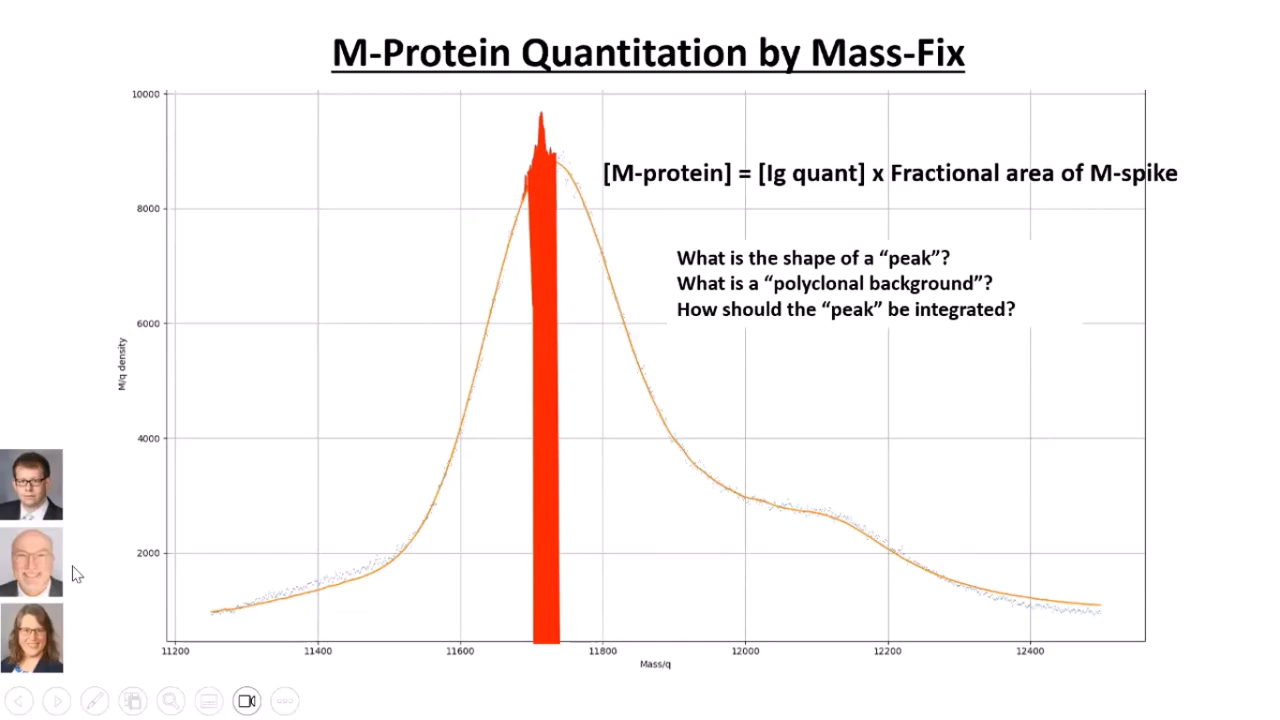 M-Protein Quantitation by Mass-Fix
10000
[M-protein] = [Ig quant] x Fractional area of M-spike
8000
What is the shape of a “peak”?
What is a “polyclonal background”?
How should the “peak” be integrated?
6000
M/q density
4000
2000
11200 11400 11600 11800 12000 12200 12400
Mass/q